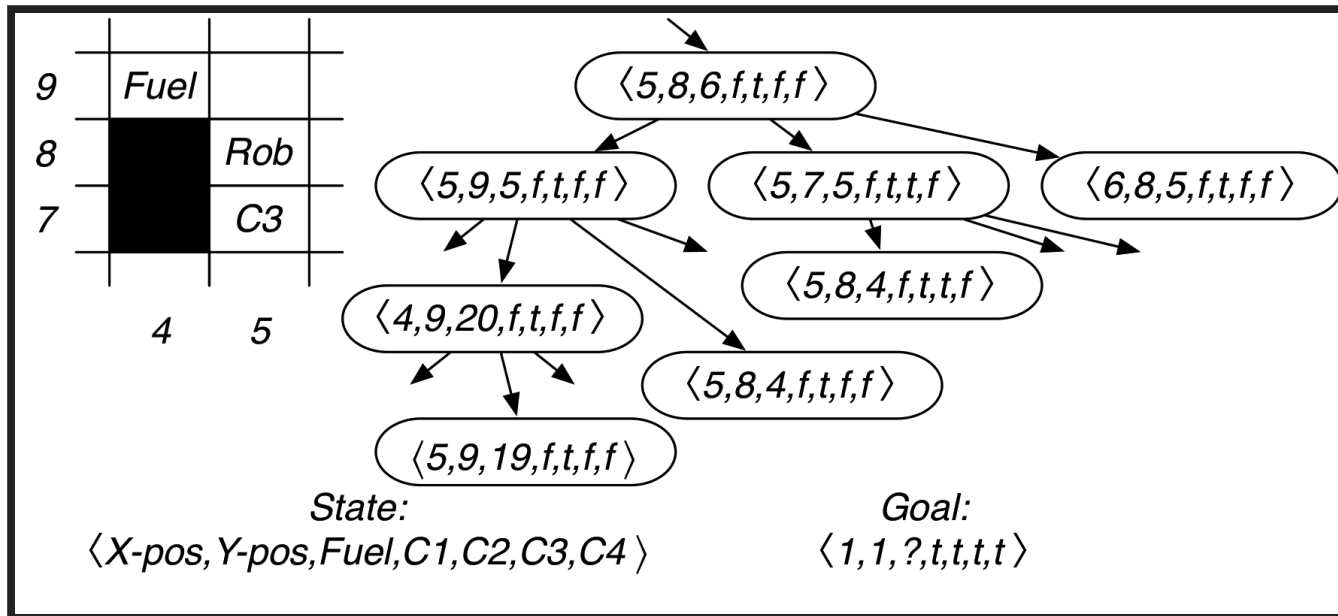 9 Fuel
8 Rob
7 C3
4 5
⟨5,8,6,f,t,f,f⟩
⟨5,9,5,f,t,f,f⟩ ⟨5,7,5,f,t,t,f⟩ ⟨6,8,5,f,t,f,f⟩
⟨5,8,4,f,t,t,f⟩
⟨4,9,20,f,t,f,f⟩
⟨5,8,4,f,t,f,f⟩
⟨5,9,19,f,t,f,f⟩
State: Goal:
⟨X-pos,Y-pos,Fuel,C1,C2,C3,C4⟩ ⟨1,1,?,t,t,t,t⟩